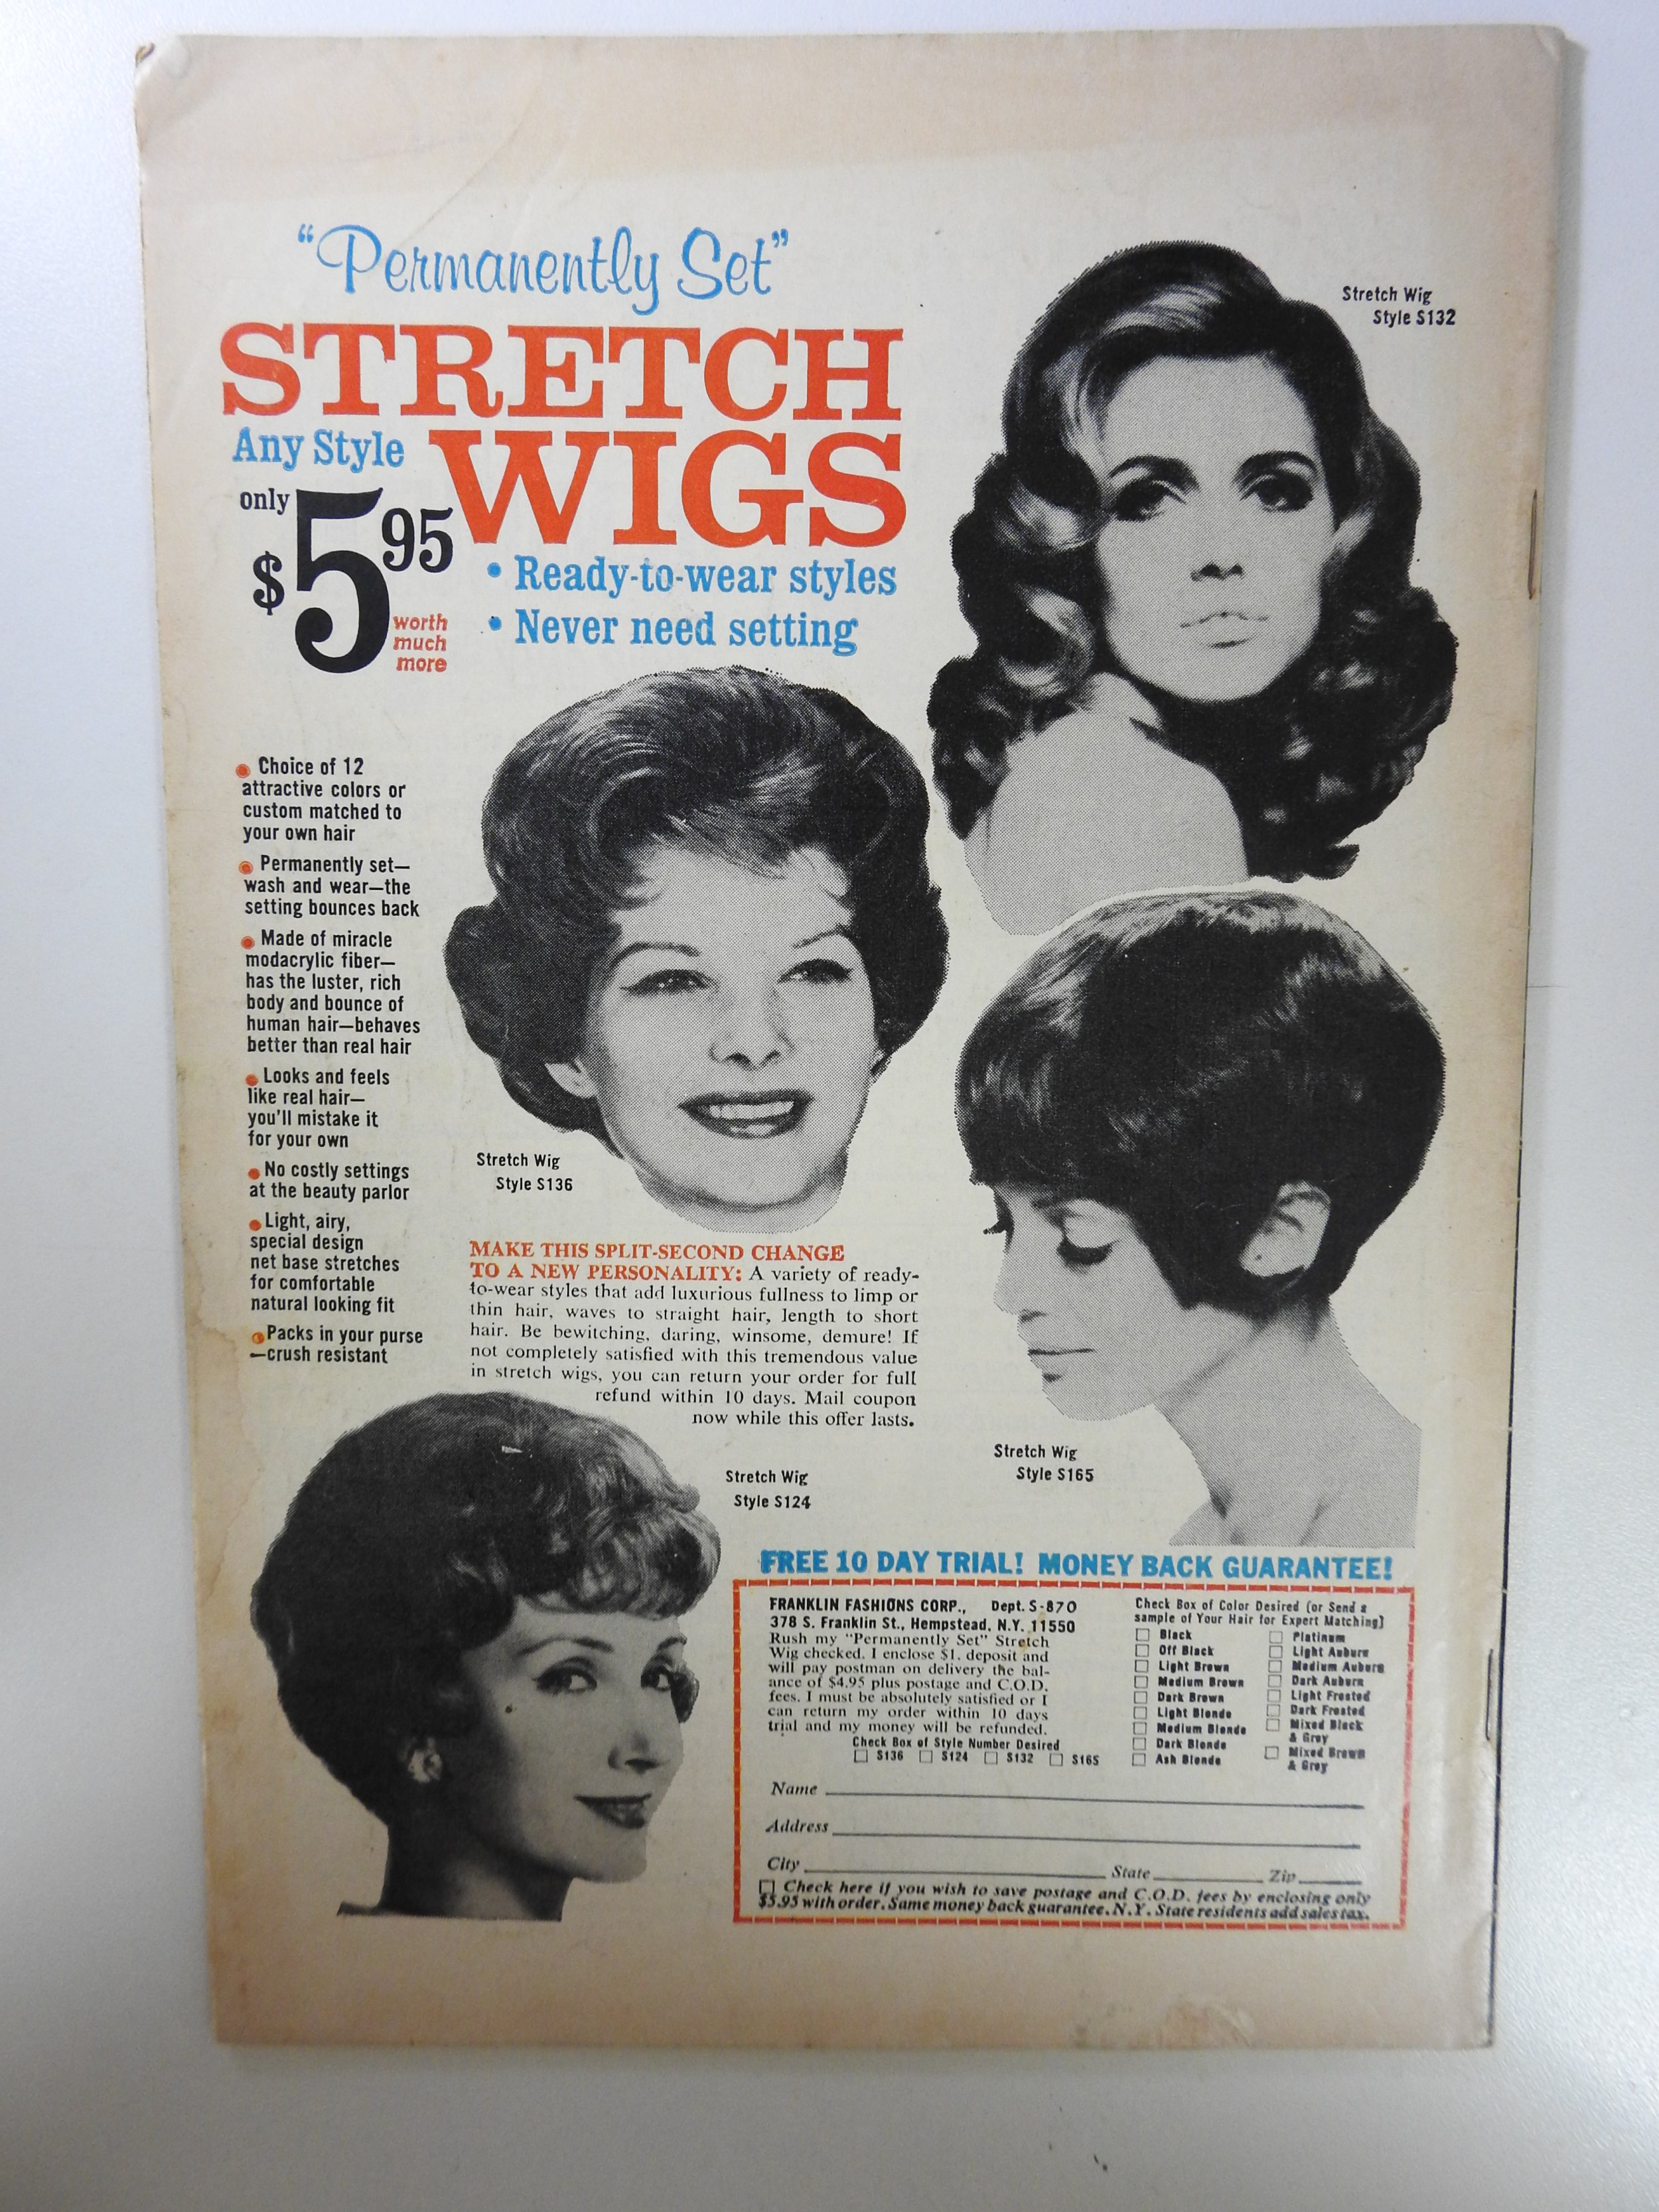 "Permanently Set"
STRETCH
Any Style WIGS
only $5.95
worth
much
more
• Ready-to-wear styles
• Never need setting
Stretch Wig
Style S132
• Choice of 12
attractive colors or
custom matched to
your own hair
• Permanently set—
wash and wear—the
setting bounces back
• Made of miracle
modacrylic fiber—
has the luster, rich
body and bounce of
human hair—behaves
better than real hair
• Looks and feels
like real hair—
you'll mistake it
for your own
• No costly settings
at the beauty parlor
• Light, airy,
special design
net base stretches
for comfortable
natural looking fit
• Packs in your purse
—crush resistant
Stretch Wig
Style S136
MAKE THIS SPLIT-SECOND CHANGE
TO A NEW PERSONALITY: A variety of ready-
to-wear styles that add luxurious fullness to limp or
thin hair, waves to straight hair, length to short
hair. Be bewitching, daring, winsome, demure! If
not completely satisfied with this tremendous value
in stretch wigs, you can return your order for full
refund within 10 days. Mail coupon
now while this offer lasts.
Stretch Wig
Style S165
Stretch Wig
Style S124
FREE 10 DAY TRIAL! MONEY BACK GUARANTEE!
FRANKLIN FASHIONS CORP., Dept. S-870
378 S. Franklin St., Hempstead, N.Y. 11550
Rush my "Permanently Set" Stretch
Wig checked. I enclose $1. deposit and
will pay postman on delivery the bal-
ance of $4.95 plus postage and C.O.D.
fees. I must be absolutely satisfied or I
can return my order within 10 days
trial and my money will be refunded.
Check Box of Style Number Desired
☐ S136 ☐ S124 ☐ S132 ☐ S165
Check Box of Color Desired (or Send a
sample of Your Hair for Expert Matching)
☐ Black
☐ Off Black
☐ Light Brown
☐ Medium Brown
☐ Dark Brown
☐ Light Blonde
☐ Medium Blonde
☐ Dark Blonde
☐ Ash Blonde
☐ Platinum
☐ Light Auburn
☐ Medium Auburn
☐ Dark Auburn
☐ Light Frosted
☐ Dark Frosted
☐ Mixed Black
& Grey
☐ Mixed Brown
& Grey
Name
Address
City State Zip
☐ Check here if you wish to save postage and C.O.D. fees by enclosing only
$5.95 with order. Same money back guarantee. N.Y. State residents add sales tax.